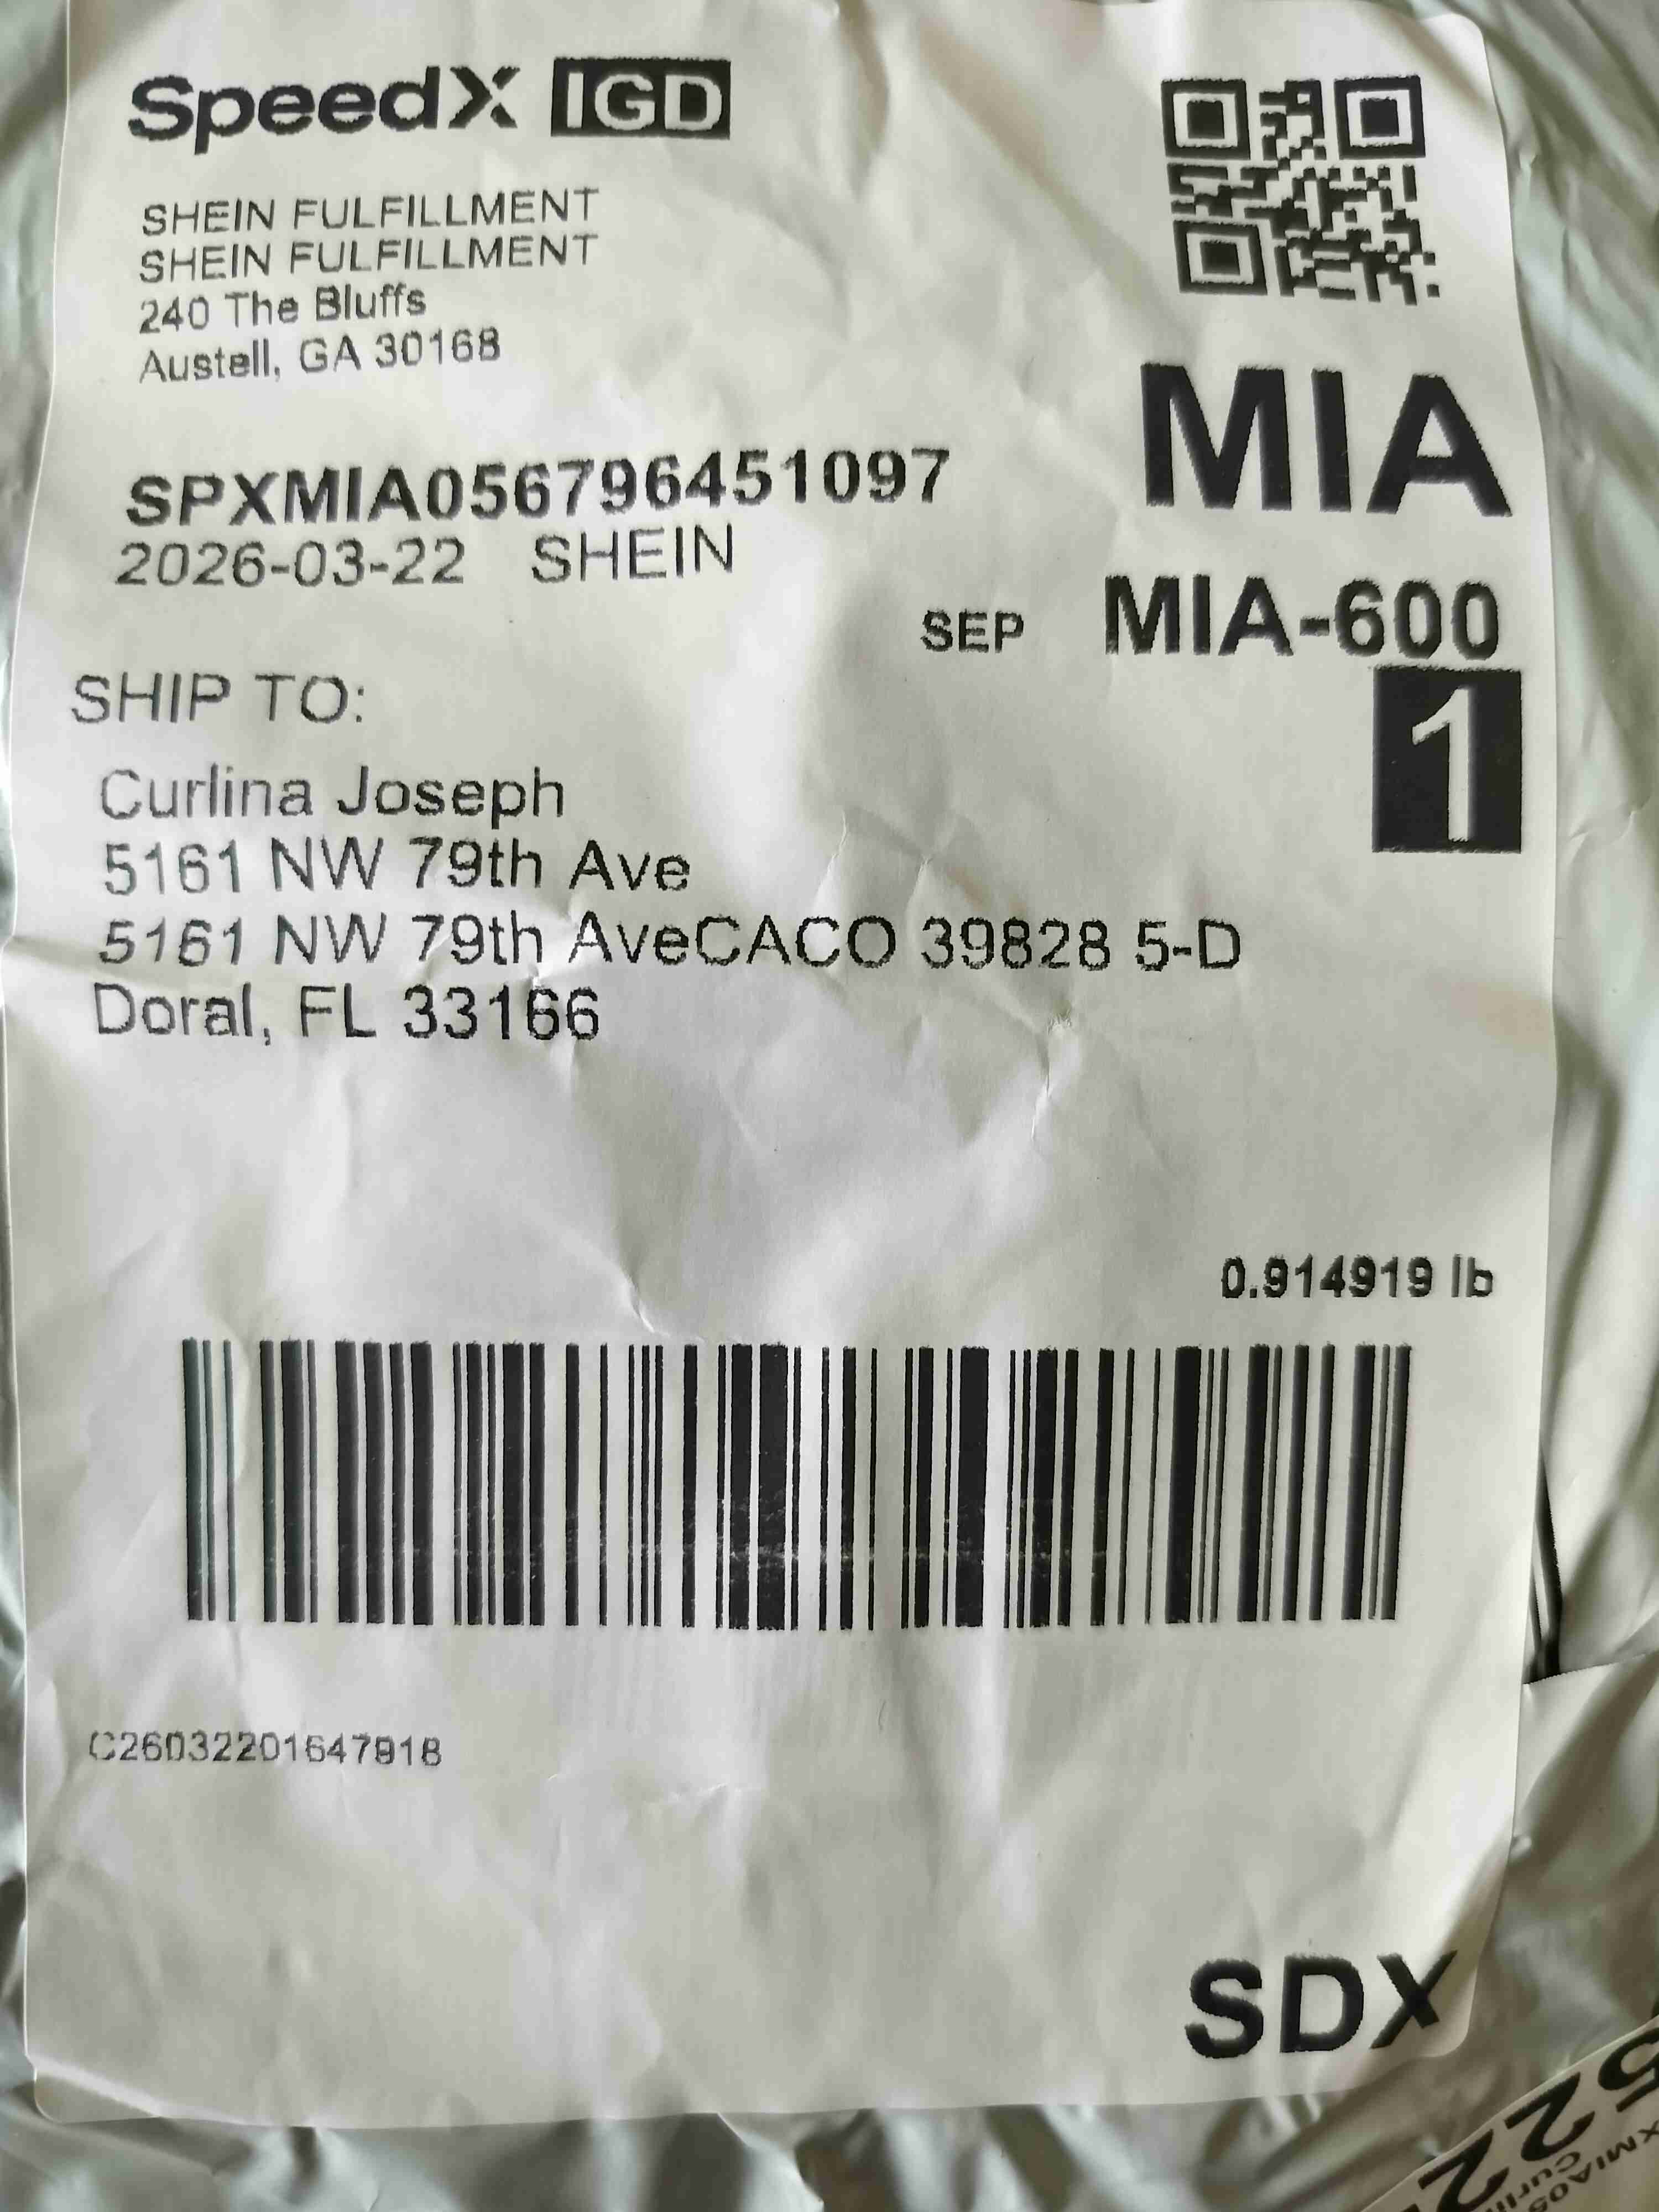 SpeedX IGD
SHEIN FULFILLMENT
SHEIN FULFILLMENT
240 The Bluffs
Austell, GA 30168
MIA
SPXMIA056796451097
2026-03-22 SHEIN
SEP MIA-600
1
SHIP TO:
Curlina Joseph
5161 NW 79th Ave
5161 NW 79th AveCACO 39828 5-D
Doral, FL 33166
0.914919 lb
C26032201647918
SDX